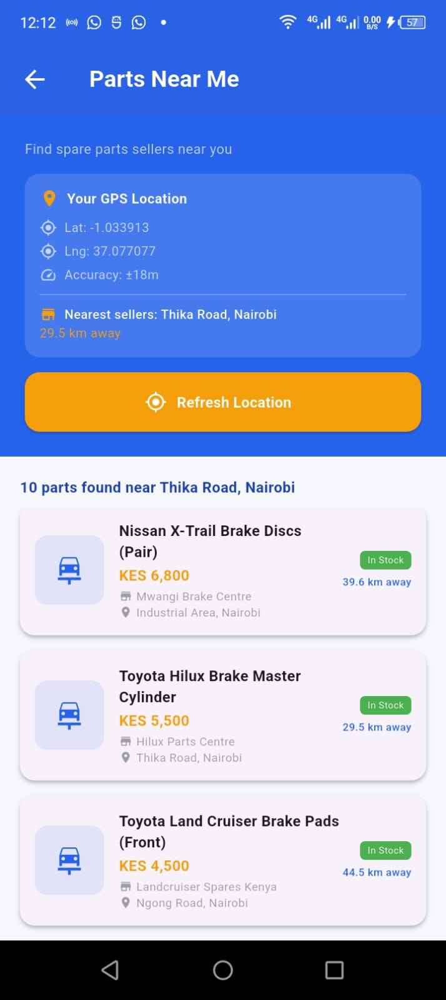 12:12 4G 4G 0.00 B/S 57
Parts Near Me
Find spare parts sellers near you
Your GPS Location
Lat: -1.033913
Lng: 37.077077
Accuracy: ±18m
Nearest sellers: Thika Road, Nairobi
29.5 km away
Refresh Location
10 parts found near Thika Road, Nairobi
Nissan X-Trail Brake Discs
(Pair)
KES 6,800
Mwangi Brake Centre
Industrial Area, Nairobi
In Stock
39.6 km away
Toyota Hilux Brake Master
Cylinder
KES 5,500
Hilux Parts Centre
Thika Road, Nairobi
In Stock
29.5 km away
Toyota Land Cruiser Brake Pads
(Front)
KES 4,500
Landcruiser Spares Kenya
Ngong Road, Nairobi
In Stock
44.5 km away